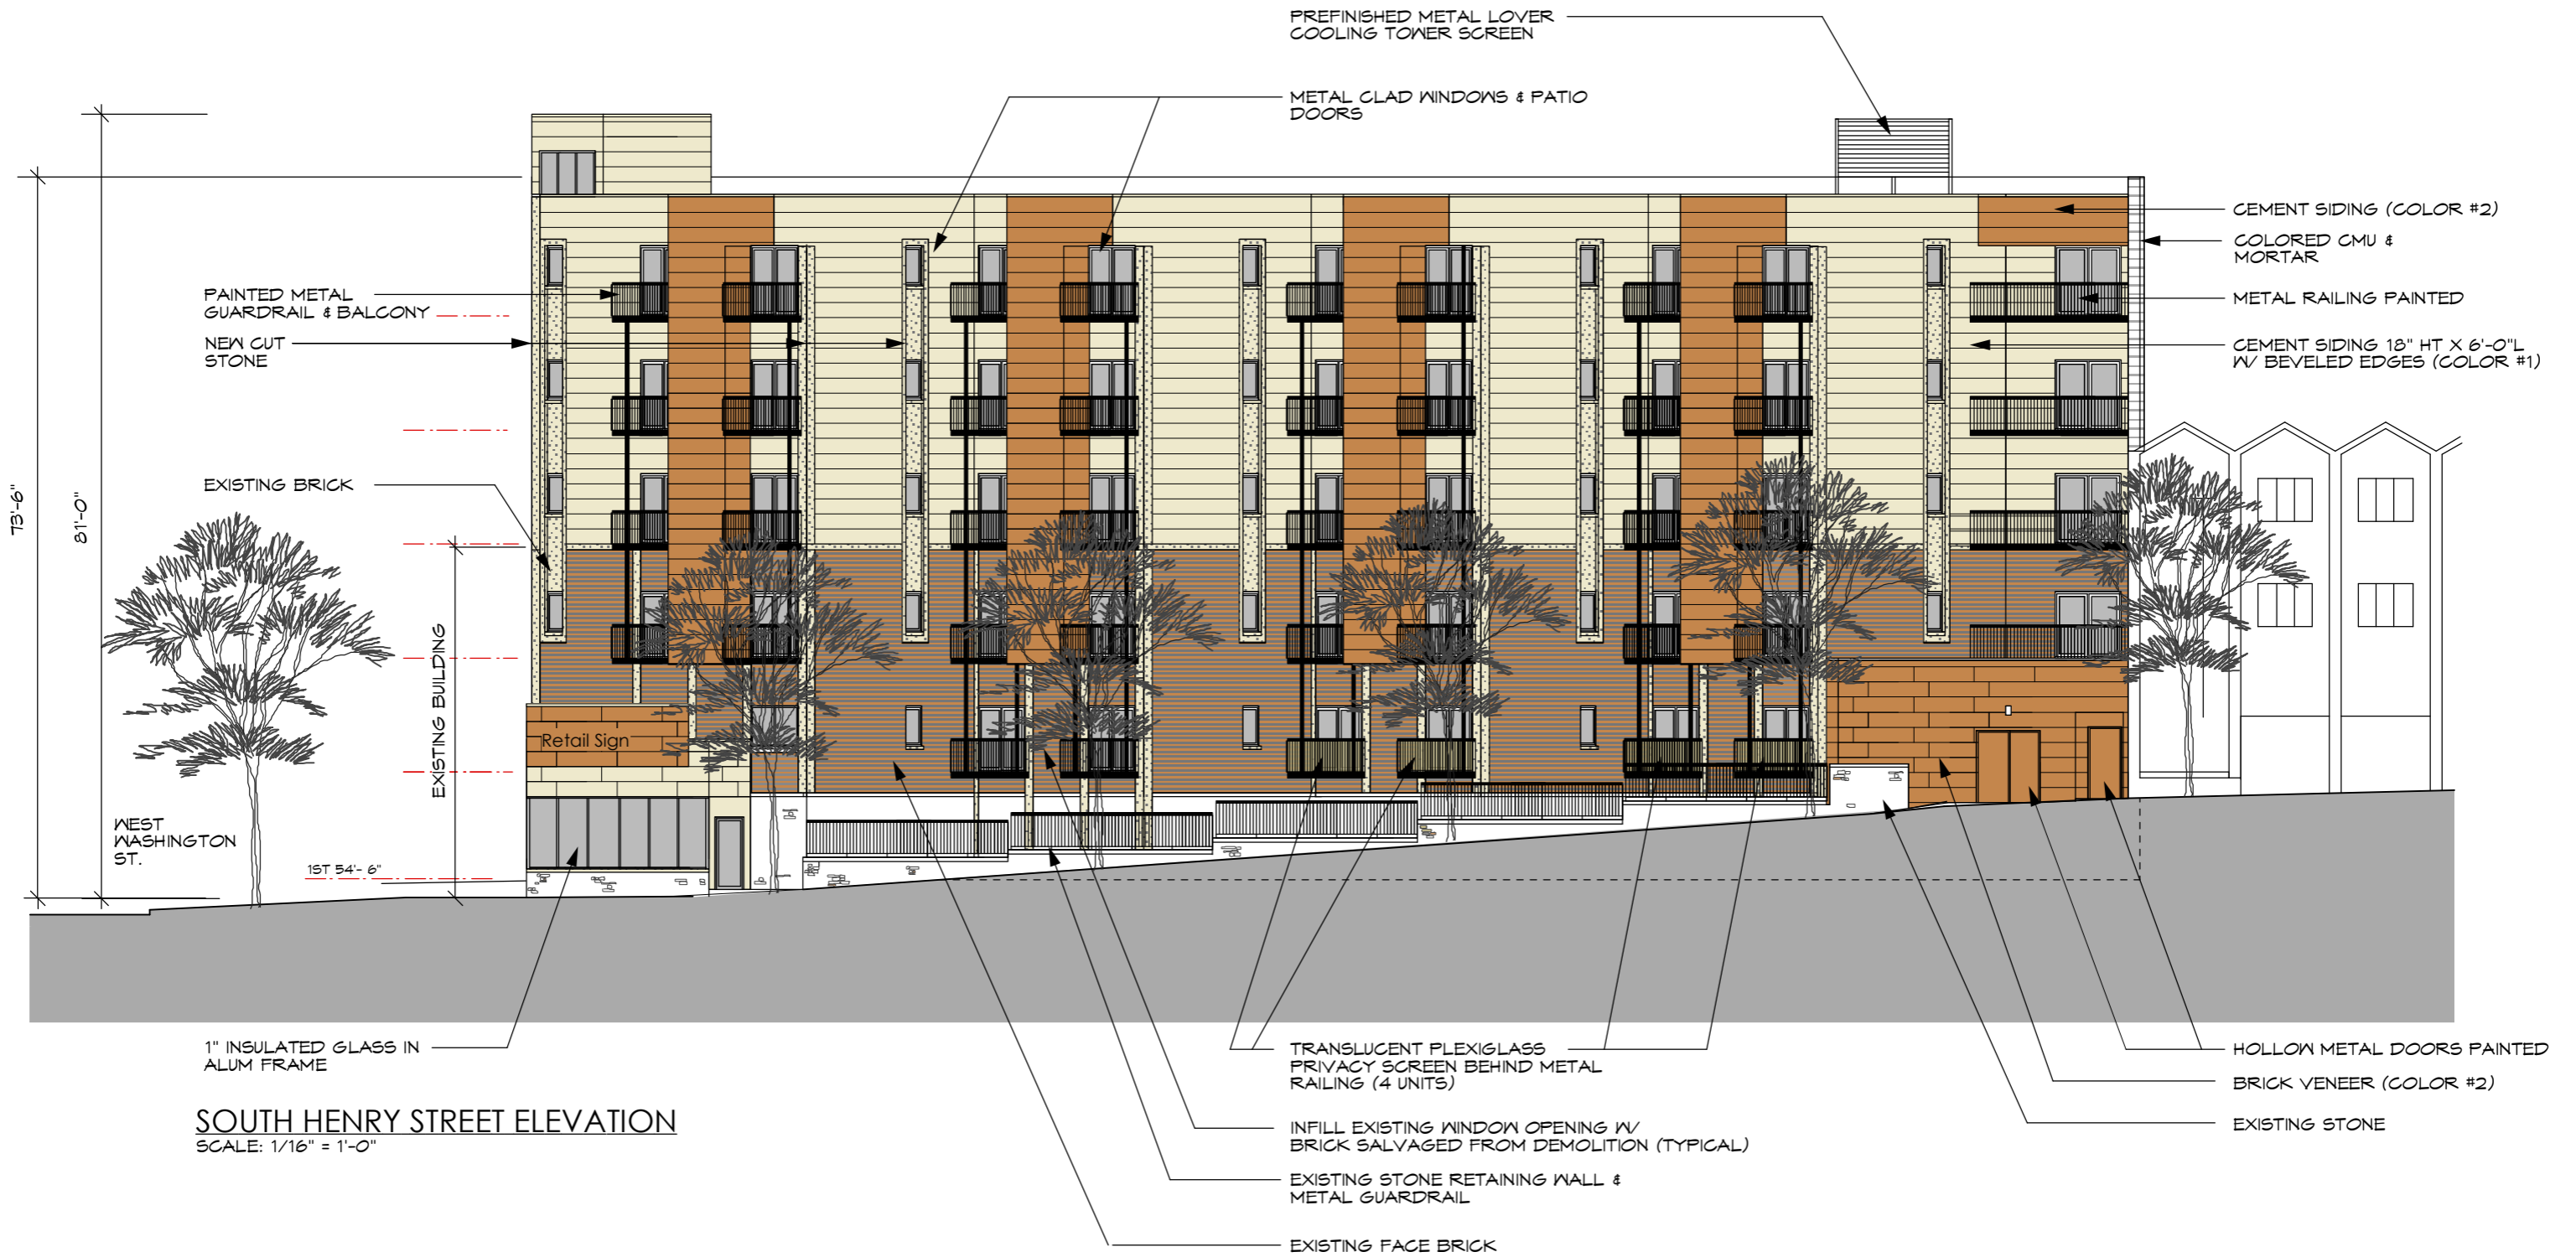 PREFINISHED METAL LOVER
COOLING TOWER SCREEN
METAL CLAD WINDOWS & PATIO
DOORS
CEMENT SIDING (COLOR #2)
COLORED CMU &
MORTAR
METAL RAILING PAINTED
CEMENT SIDING 18" HT X 6'-0"L
W/ BEVELED EDGES (COLOR #1)
PAINTED METAL
GUARDRAIL & BALCONY
NEW CUT
STONE
EXISTING BRICK
73'-6"
81'-0"
EXISTING BUILDING
Retail Sign
WEST
WASHINGTON
ST.
1ST 54'- 6"
1" INSULATED GLASS IN
ALUM FRAME
TRANSLUCENT PLEXIGLASS
PRIVACY SCREEN BEHIND METAL
RAILING (4 UNITS)
HOLLOW METAL DOORS PAINTED
BRICK VENEER (COLOR #2)
EXISTING STONE
INFILL EXISTING WINDOW OPENING W/
BRICK SALVAGED FROM DEMOLITION (TYPICAL)
EXISTING STONE RETAINING WALL &
METAL GUARDRAIL
EXISTING FACE BRICK
SOUTH HENRY STREET ELEVATION
SCALE: 1/16" = 1'-0"